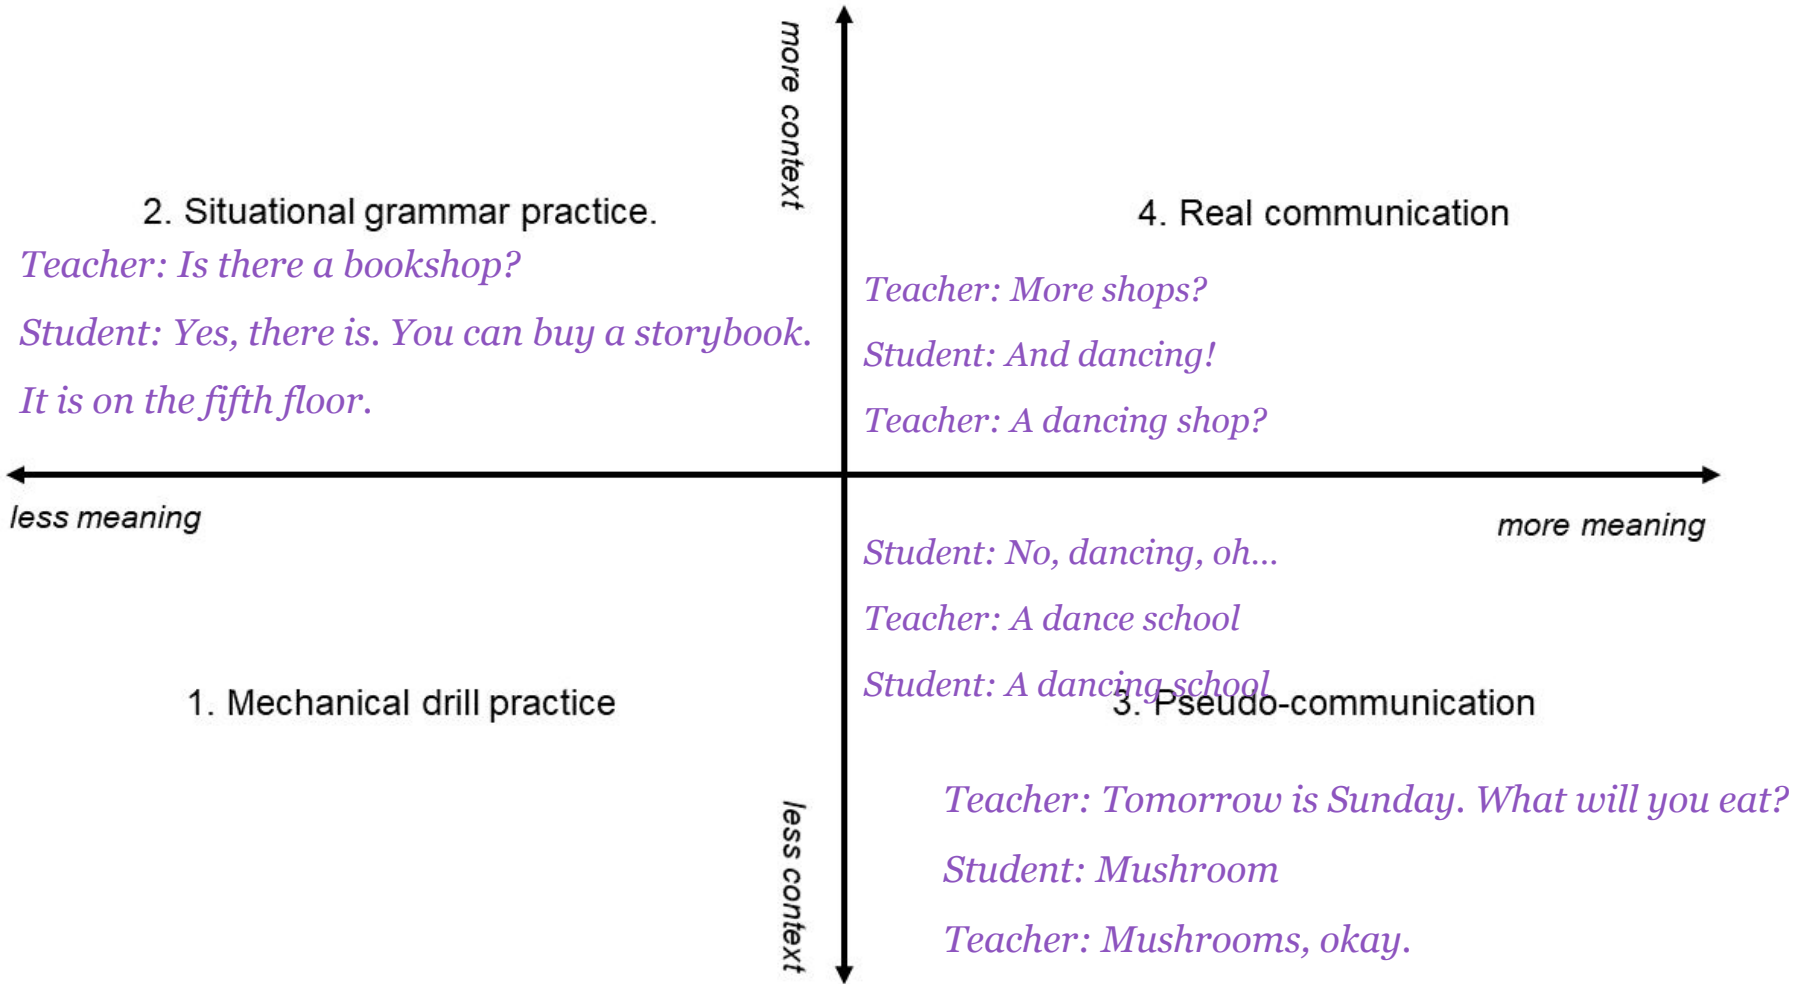 more context
2. Situational grammar practice.
Teacher: Is there a bookshop?
Student: Yes, there is. You can buy a storybook.
It is on the fifth floor.
4. Real communication
Teacher: More shops?
Student: And dancing!
Teacher: A dancing shop?
less meaning
more meaning
Student: No, dancing, oh...
Teacher: A dance school
Student: A dancing school
1. Mechanical drill practice
3. Pseudo-communication
Teacher: Tomorrow is Sunday. What will you eat?
Student: Mushroom
Teacher: Mushrooms, okay.
less context